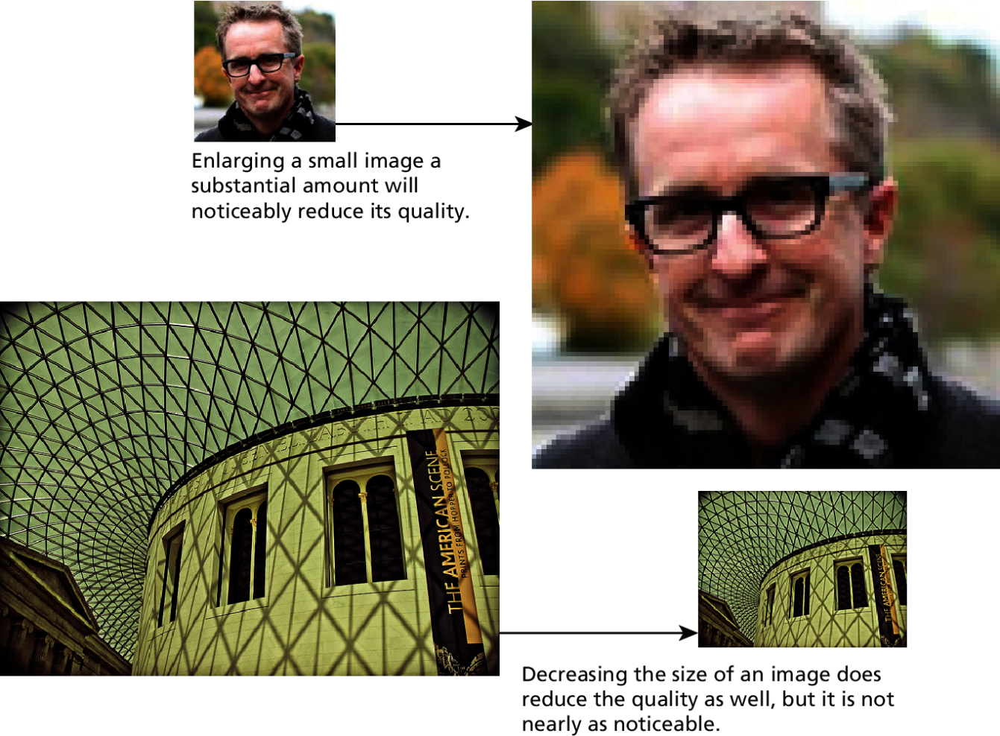 Enlarging a small image a
substantial amount will
noticeably reduce its quality.
THE AMERICAN SCENE
PRINTS FROM HOPPER TO POLLOCK
THE AMERICAN SCENE
Decreasing the size of an image does
reduce the quality as well, but it is not
nearly as noticeable.